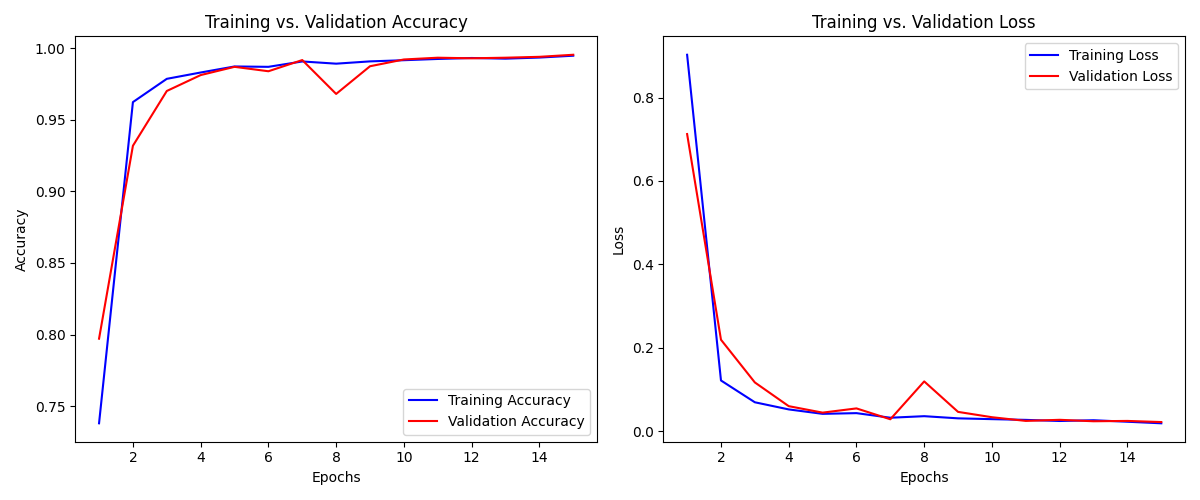 Training vs. Validation Accuracy
1.00
0.95
0.90
0.85
0.80
0.75
Accuracy
2 4 6 8 10 12 14
Epochs
Training Accuracy
Validation Accuracy
Training vs. Validation Loss
0.8
0.6
0.4
0.2
0.0
Loss
2 4 6 8 10 12 14
Epochs
Training Loss
Validation Loss